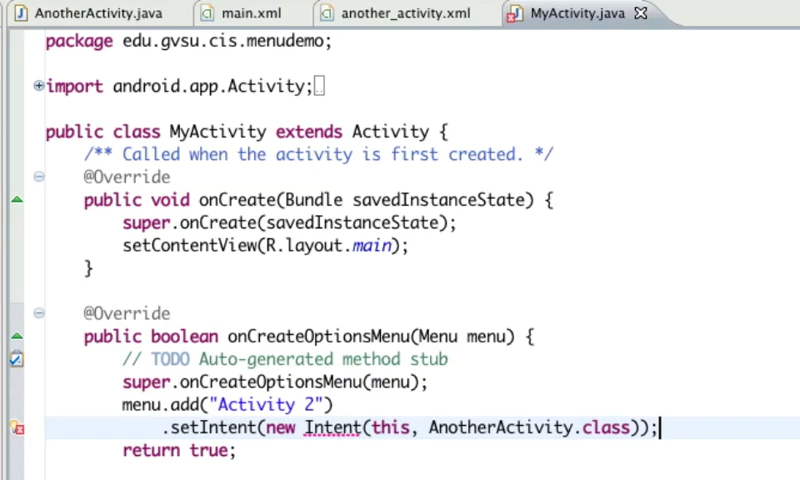 AnotherActivity.java main.xml another_activity.xml MyActivity.java
package edu.gvsu.cis.menudemo;
import android.app.Activity;
public class MyActivity extends Activity {
/** Called when the activity is first created. */
@Override
public void onCreate(Bundle savedInstanceState) {
super.onCreate(savedInstanceState);
setContentView(R.layout.main);
}
@Override
public boolean onCreateOptionsMenu(Menu menu) {
// TODO Auto-generated method stub
super.onCreateOptionsMenu(menu);
menu.add("Activity 2")
.setIntent(new Intent(this, AnotherActivity.class));
return true;